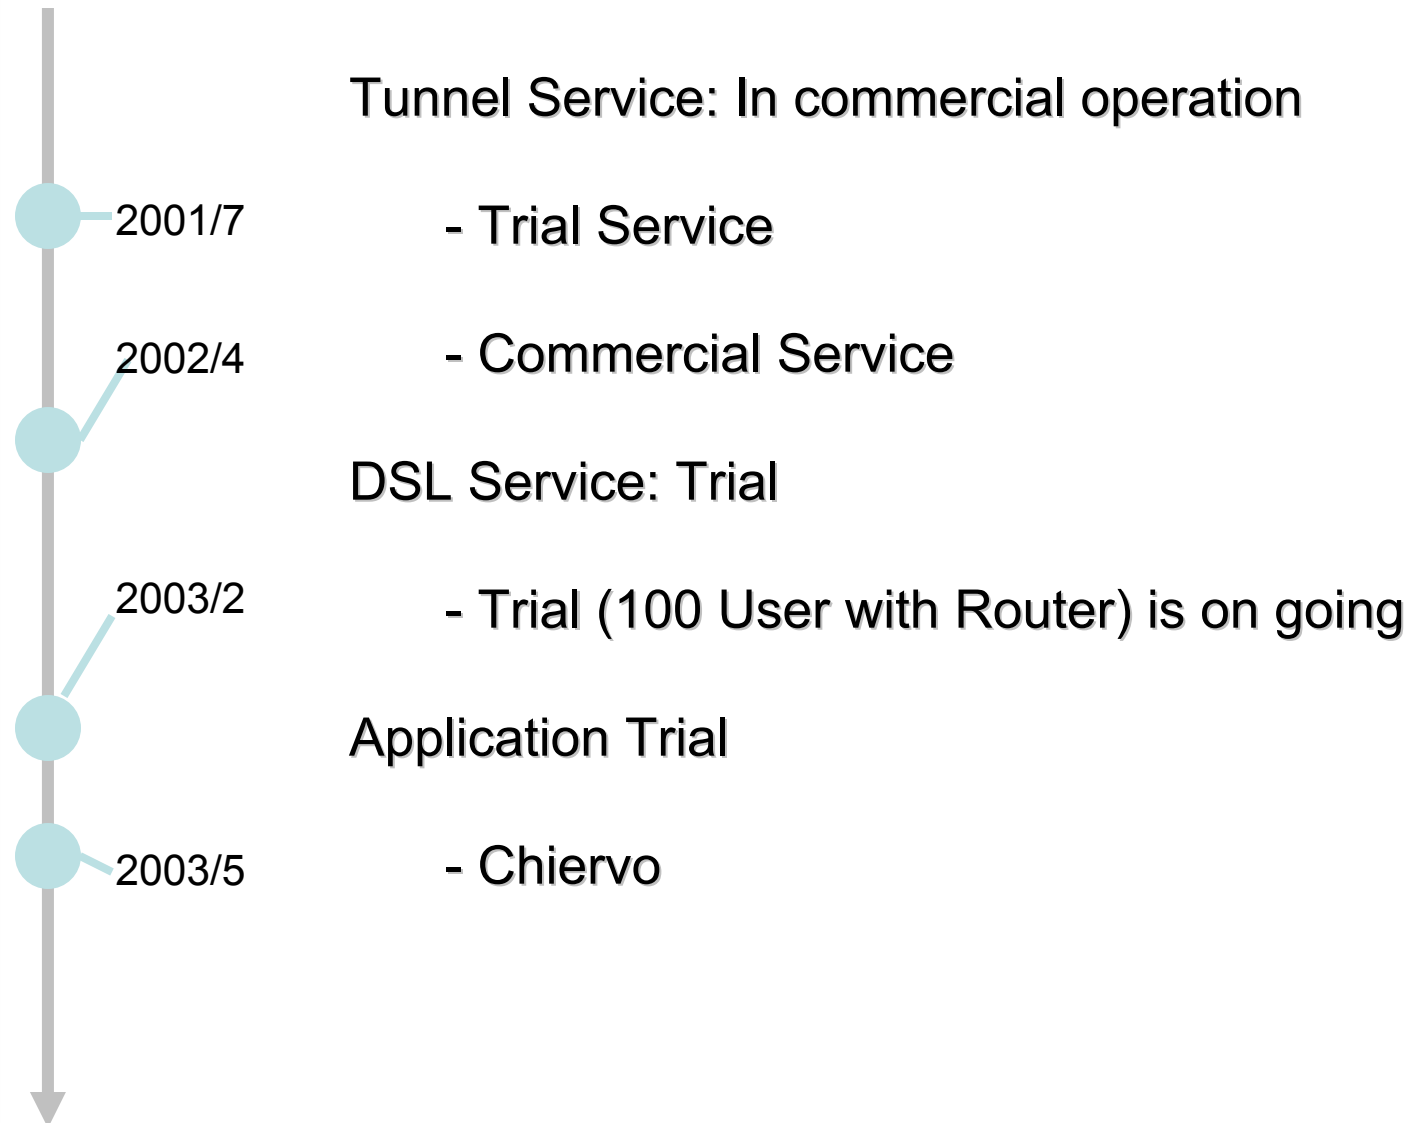 Tunnel Service: In commercial operation
2001/7 - Trial Service
2002/4 - Commercial Service
DSL Service: Trial
2003/2 - Trial (100 User with Router) is on going
Application Trial
2003/5 - Chiervo